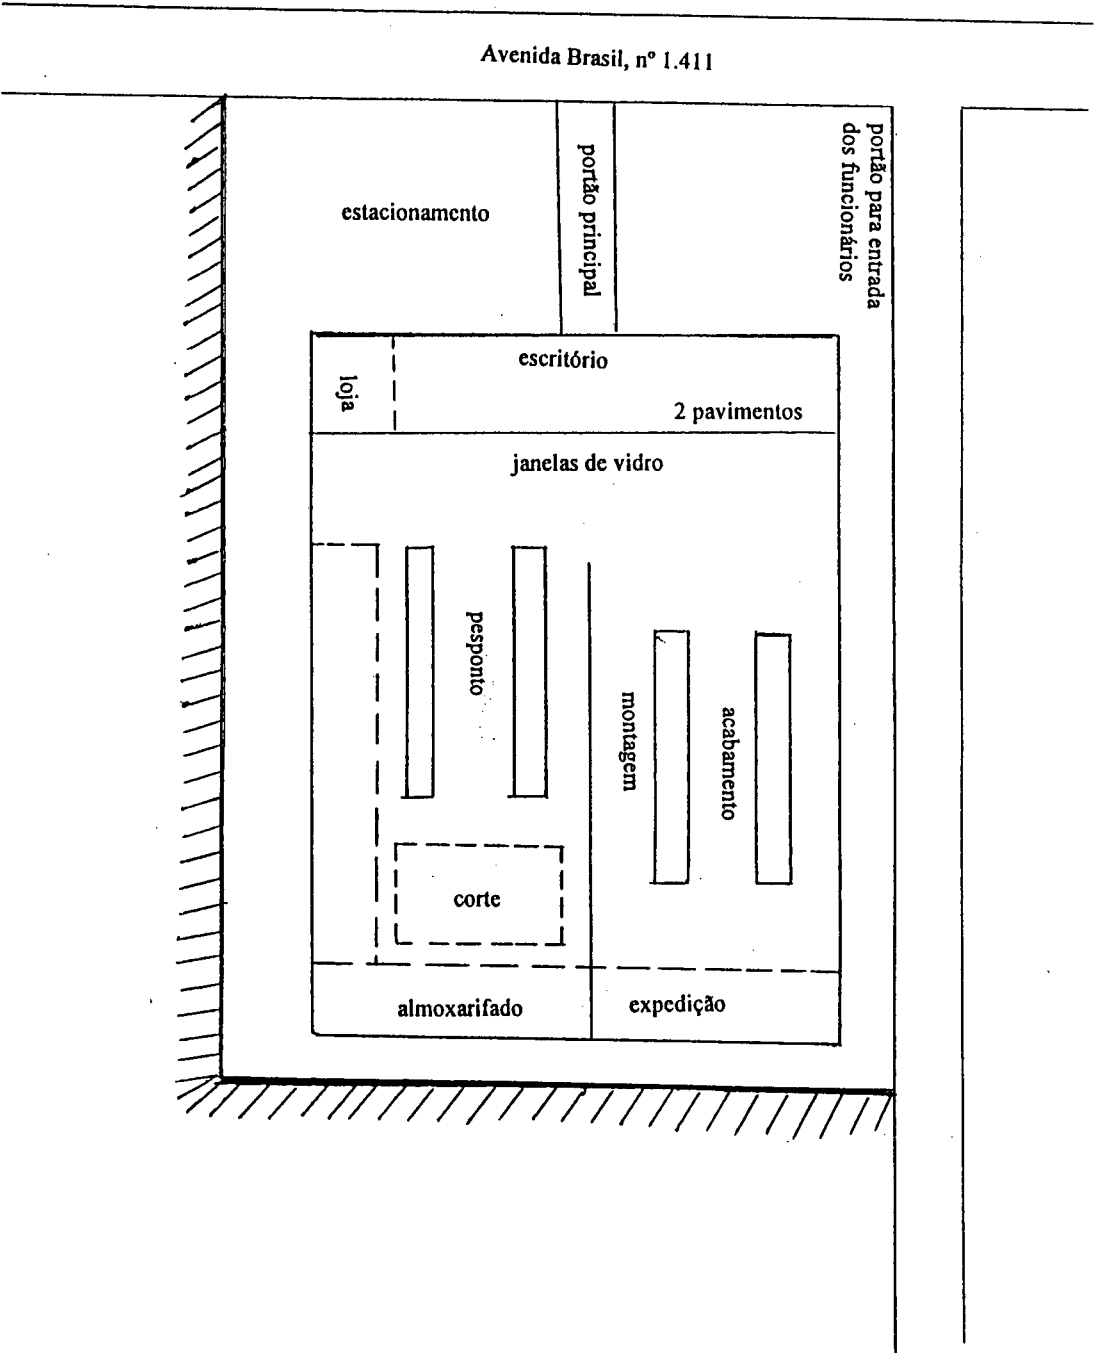 Avenida Brasil, nº 1.411
portão para entrada
dos funcionários
portão principal
estacionamento
escritório
loja
2 pavimentos
janelas de vidro
pesponto
montagem
acabamento
corte
almoxarifado
expedição